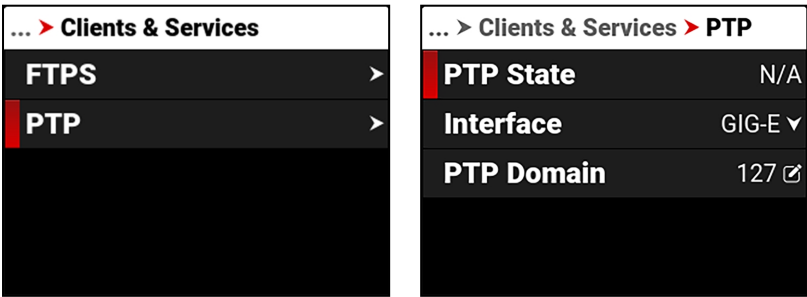 ... > Clients & Services
FTPS
PTP
... > Clients & Services > PTP
PTP State N/A
Interface GIG-E
PTP Domain 127